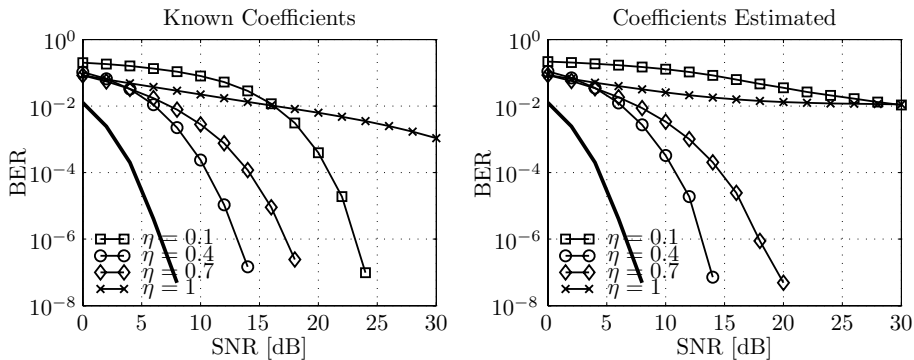 Known Coefficients
10^0
10^-2
10^-4
10^-6
10^-8
BER
η = 0.1
η = 0.4
η = 0.7
η = 1
0 5 10 15 20 25 30
SNR [dB]
Coefficients Estimated
10^0
10^-2
10^-4
10^-6
10^-8
BER
η = 0.1
η = 0.4
η = 0.7
η = 1
0 5 10 15 20 25 30
SNR [dB]